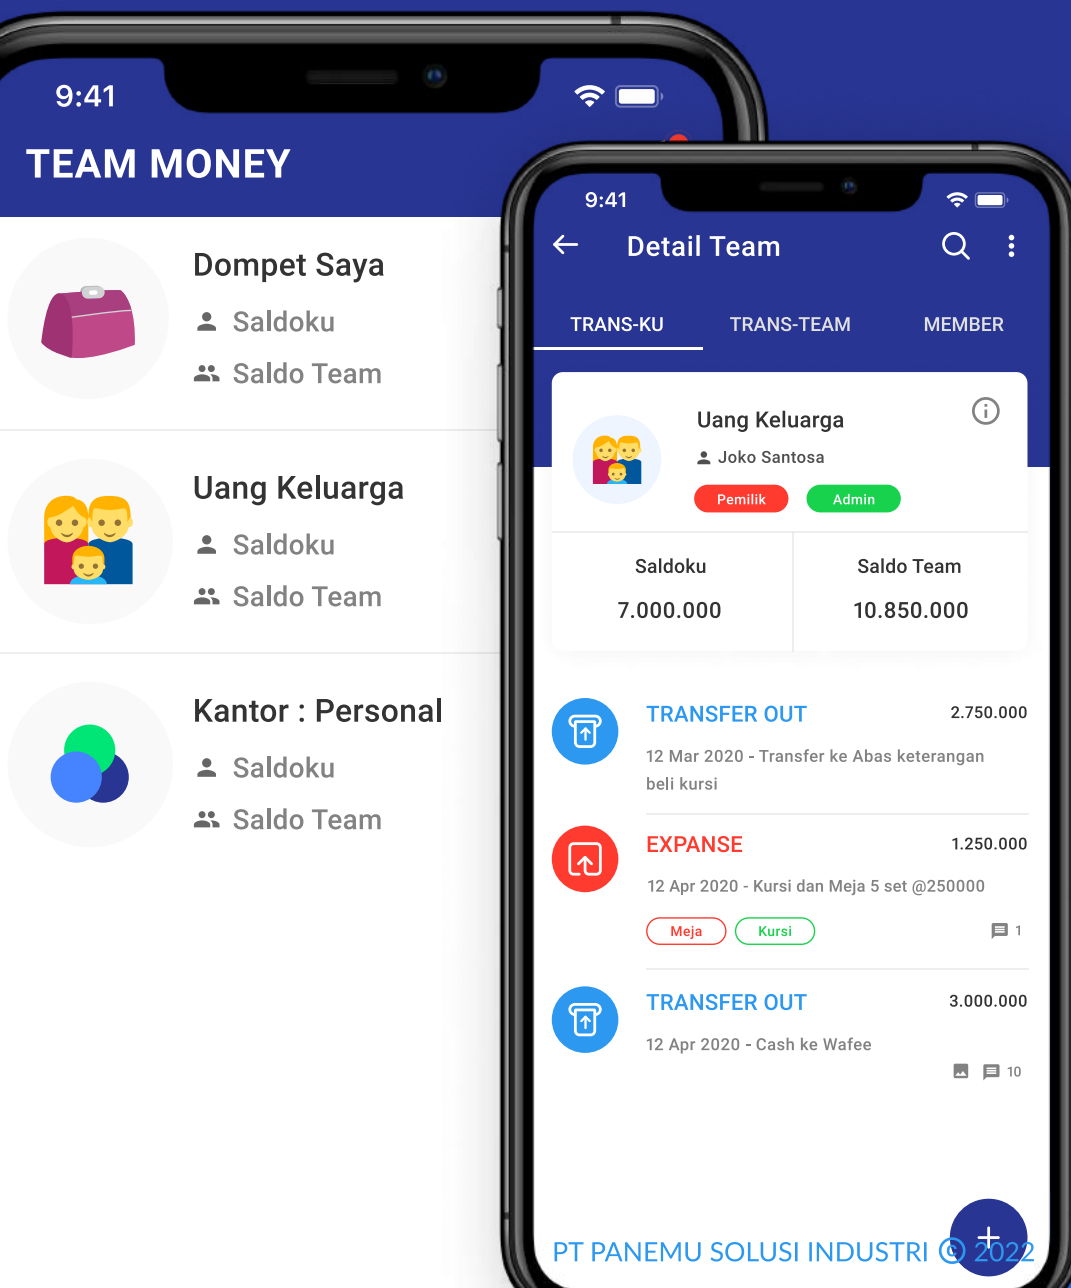 9:41
TEAM MONEY
Dompet Saya
Saldoku
Saldo Team
Uang Keluarga
Saldoku
Saldo Team
Kantor : Personal
Saldoku
Saldo Team
9:41
Detail Team
TRANS-KU TRANS-TEAM MEMBER
Uang Keluarga
Joko Santosa
Pemilik Admin
Saldoku Saldo Team
7.000.000 10.850.000
TRANSFER OUT 2.750.000
12 Mar 2020 - Transfer ke Abas keterangan
beli kursi
EXPANSE 1.250.000
12 Apr 2020 - Kursi dan Meja 5 set @250000
Meja Kursi 1
TRANSFER OUT 3.000.000
12 Apr 2020 - Cash ke Wafee
10
PT PANEMU SOLUSI INDUSTRI © 2022